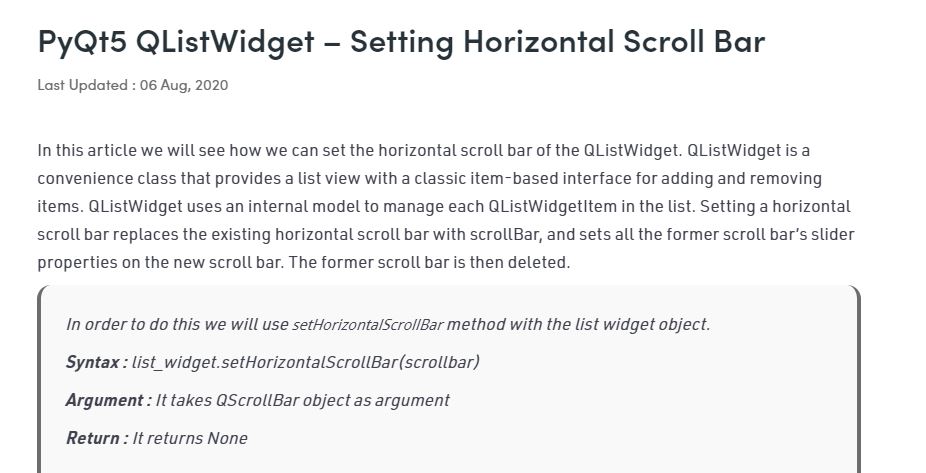 PyQt5 QListWidget – Setting Horizontal Scroll Bar
Last Updated : 06 Aug, 2020
In this article we will see how we can set the horizontal scroll bar of the QListWidget. QListWidget is a
convenience class that provides a list view with a classic item-based interface for adding and removing
items. QListWidget uses an internal model to manage each QListWidgetItem in the list. Setting a horizontal
scroll bar replaces the existing horizontal scroll bar with scrollBar, and sets all the former scroll bar’s slider
properties on the new scroll bar. The former scroll bar is then deleted.
In order to do this we will use setHorizontalScrollBar method with the list widget object.
Syntax : list_widget.setHorizontalScrollBar(scrollbar)
Argument : It takes QScrollBar object as argument
Return : It returns None